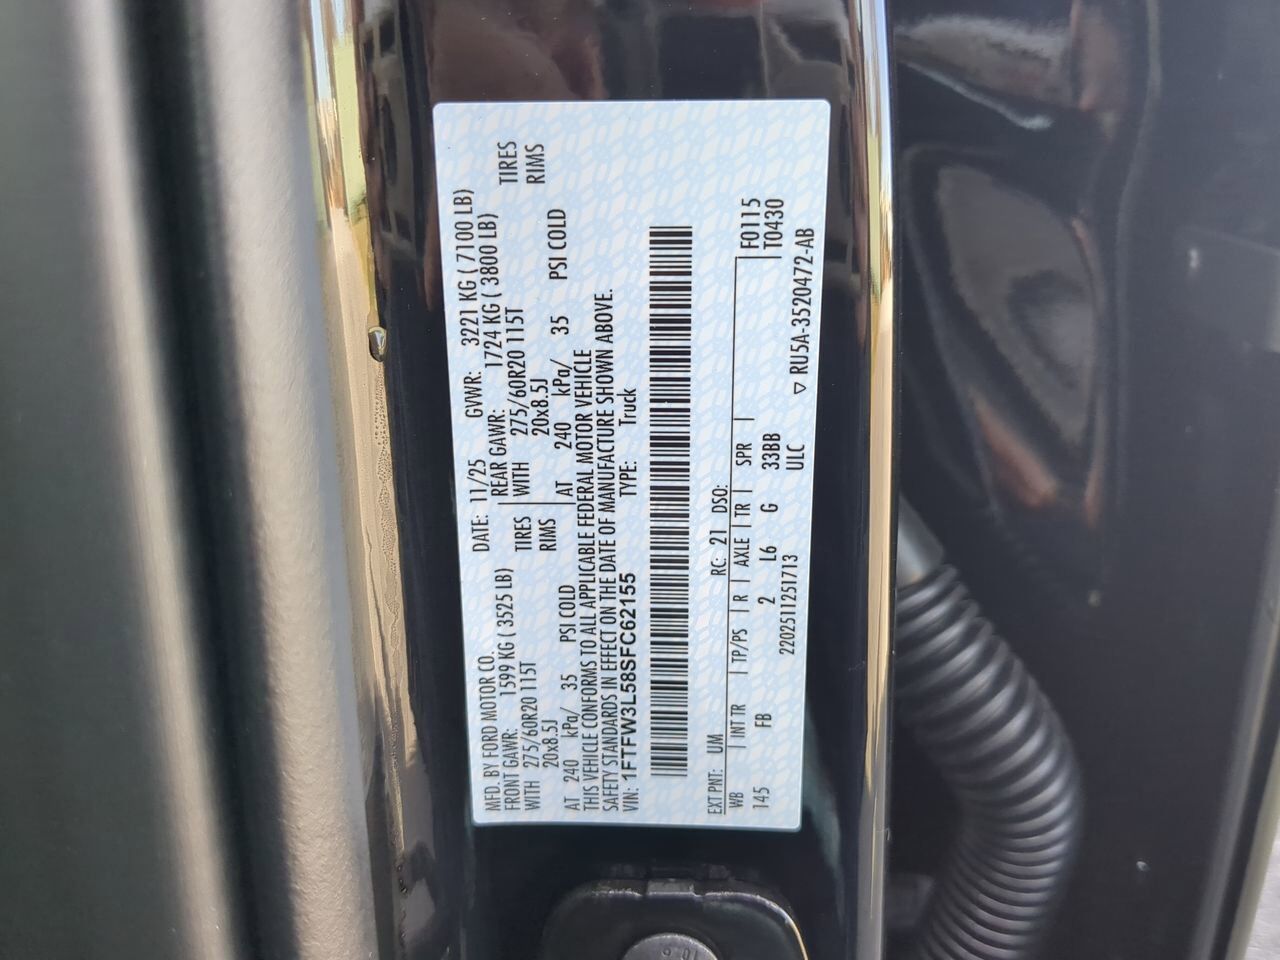 MFD. BY FORD MOTOR CO. DATE: 11/25 GVWR: 3221 KG ( 7100 LB)
FRONT GAWR: 1599 KG ( 3525 LB) REAR GAWR: 1724 KG ( 3800 LB)
WITH 275/60R20 115T TIRES WITH 275/60R20 115T TIRES
20x8.5J RIMS 20x8.5J RIMS
AT 240 kPa/ 35 PSI COLD AT 240 kPa/ 35 PSI COLD
THIS VEHICLE CONFORMS TO ALL APPLICABLE FEDERAL MOTOR VEHICLE
SAFETY STANDARDS IN EFFECT ON THE DATE OF MANUFACTURE SHOWN ABOVE.
VIN: 1FTFW3L58SFC62155 TYPE: Truck
EXT PNT: UM RC: 21 DSO:
WB INT TR TP/PS R AXLE TR SPR F0115
145 FB 2 L6 G 33BB T0430
2202511251713 ULC ▽ RU5A-3520472-AB